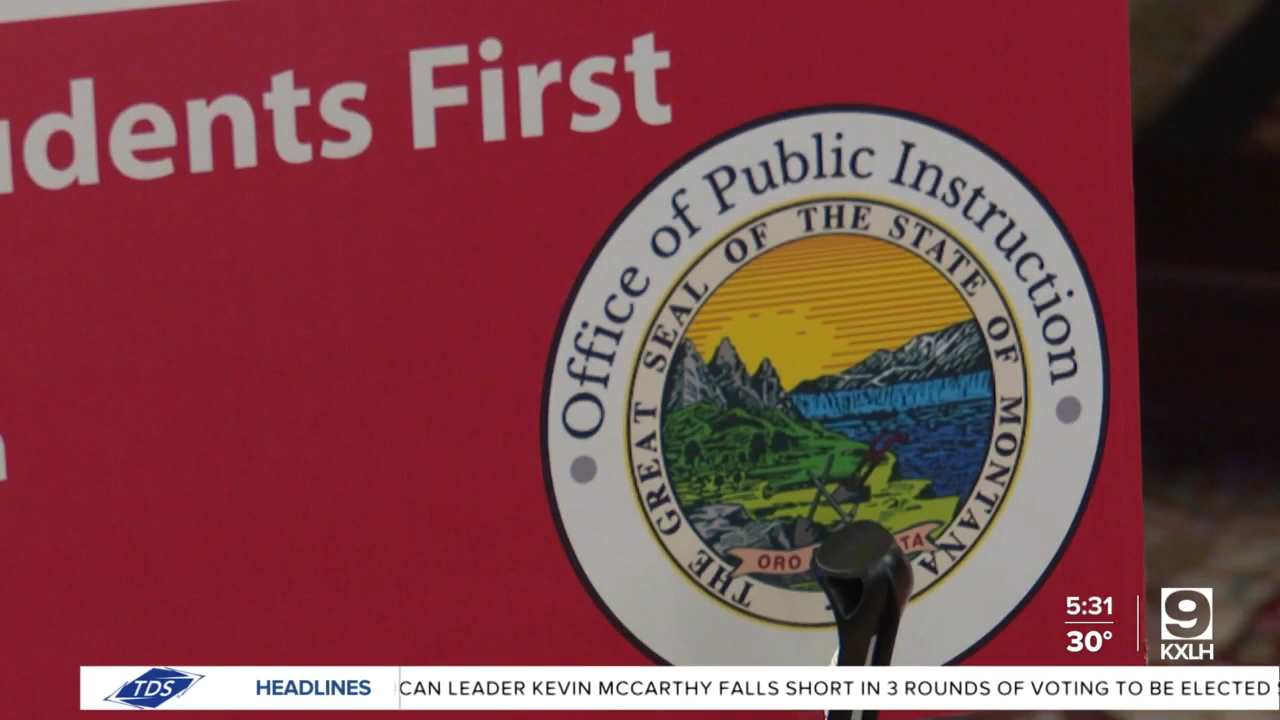 udents First
Office of Public Instruction
THE GREAT SEAL OF THE STATE OF MONTANA
ORO
TA
5:31
30°
9
KXLH
TDS
HEADLINES
CAN LEADER KEVIN MCCARTHY FALLS SHORT IN 3 ROUNDS OF VOTING TO BE ELECTED